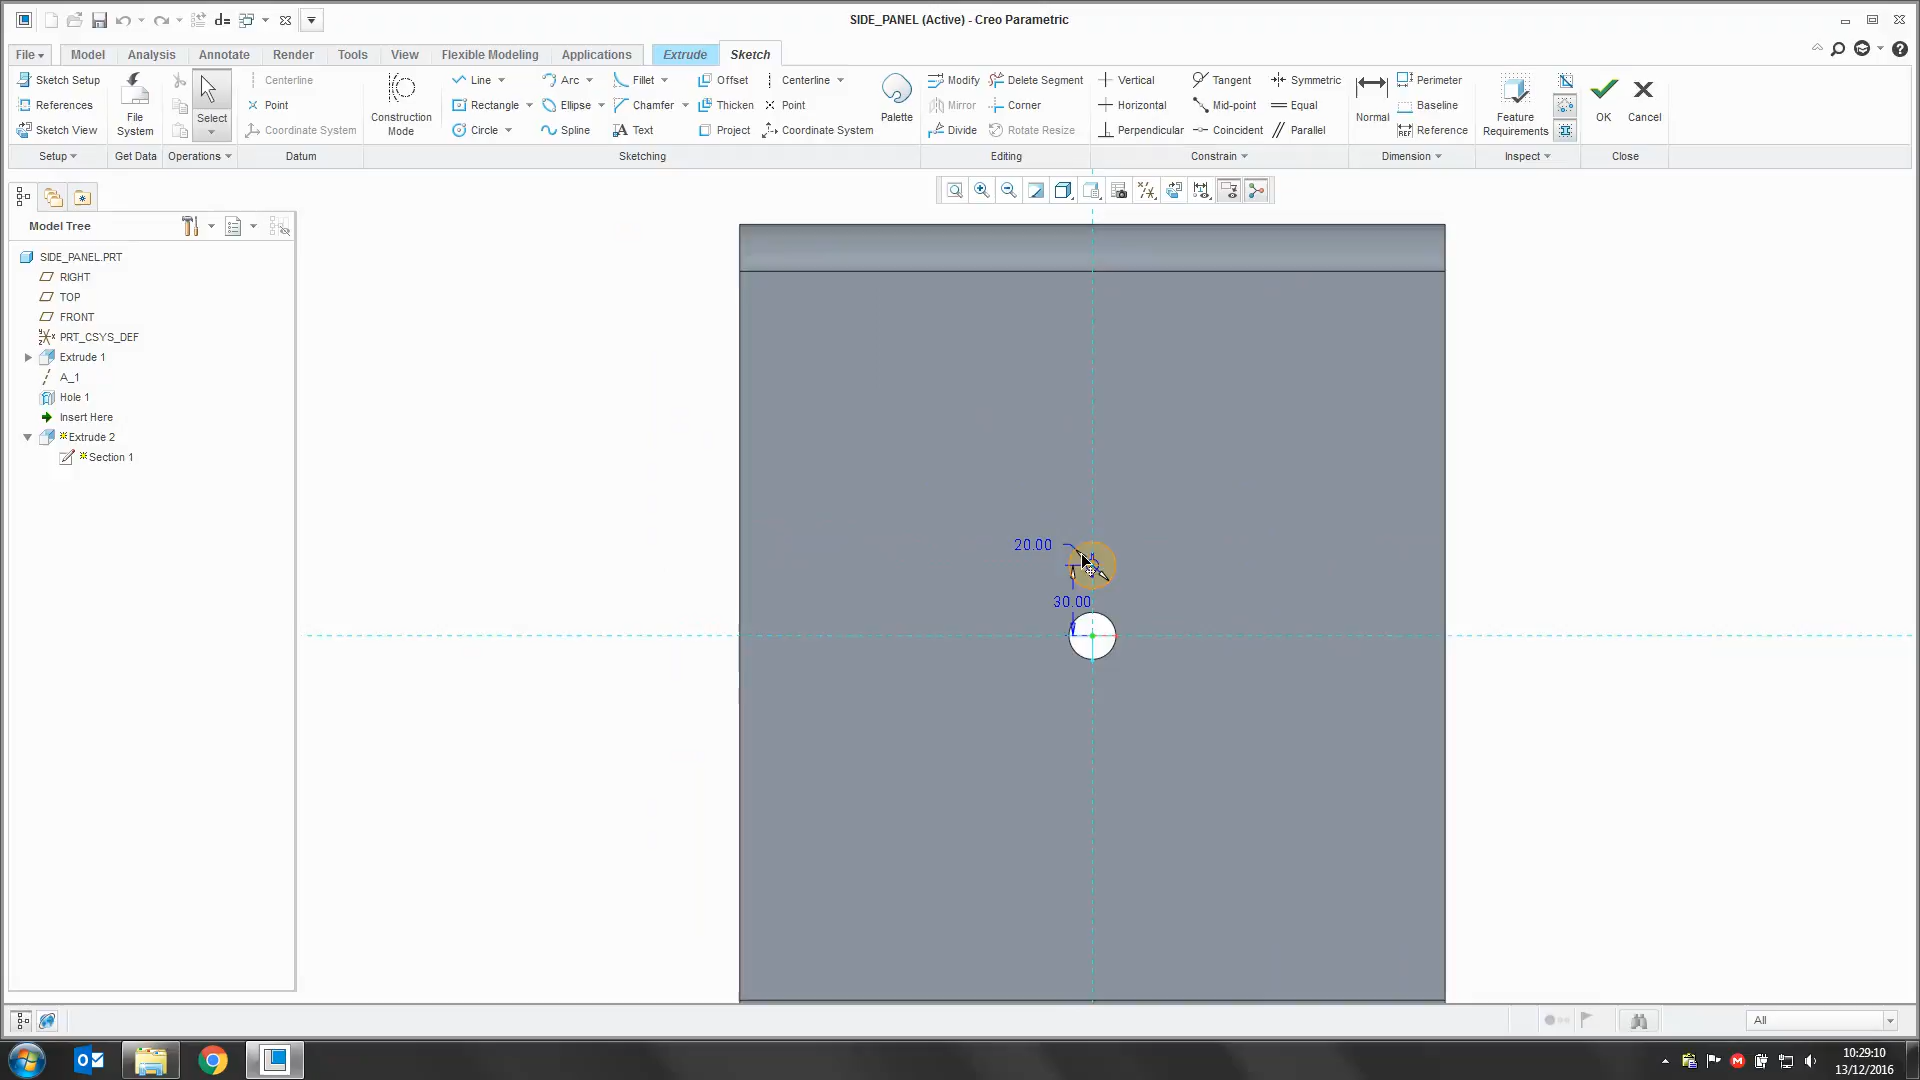 SIDE_PANEL (Active) - Creo Parametric
File Model Analysis Annotate Render Tools View Flexible Modeling Applications Extrude Sketch
Sketch Setup Centerline Line Arc Fillet Offset Centerline Modify Delete Segment Vertical Tangent Symmetric Perimeter
References Point Rectangle Ellipse Chamfer Thicken Point Mirror Corner Horizontal Mid-point Equal Baseline
Sketch View Coordinate System Circle Spline Text Project Coordinate System Divide Rotate Resize Perpendicular Coincident Parallel Reference
File System Select Construction Mode Palette Normal Feature Requirements OK Cancel
Setup Get Data Operations Datum Sketching Editing Constrain Dimension Inspect Close
Model Tree
SIDE_PANEL.PRT
RIGHT
TOP
FRONT
PRT_CSYS_DEF
Extrude 1
A_1
Hole 1
Insert Here
Extrude 2
Section 1
20.00
30.00
All
10:29:10
13/12/2016